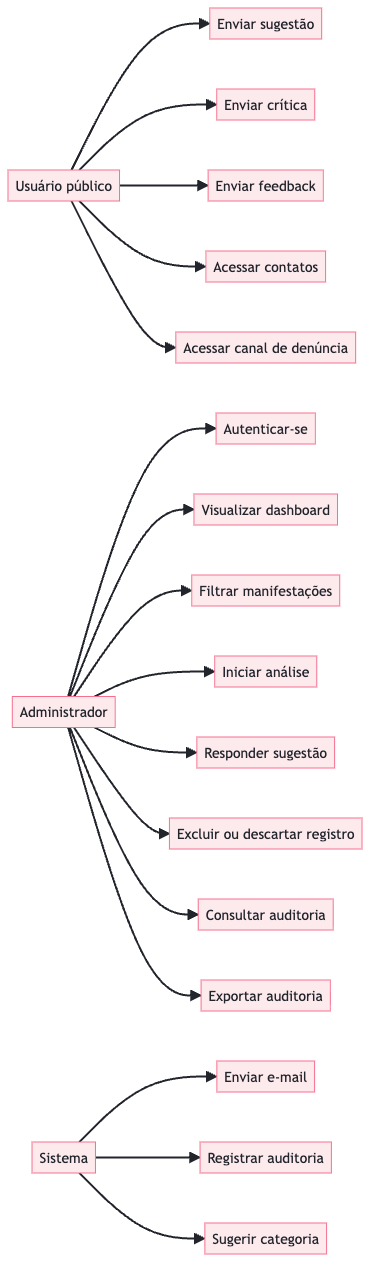 Enviar sugestão
Enviar crítica
Usuário público
Enviar feedback
Acessar contatos
Acessar canal de denúncia
Autenticar-se
Visualizar dashboard
Filtrar manifestações
Iniciar análise
Administrador
Responder sugestão
Excluir ou descartar registro
Consultar auditoria
Exportar auditoria
Enviar e-mail
Sistema
Registrar auditoria
Sugerir categoria